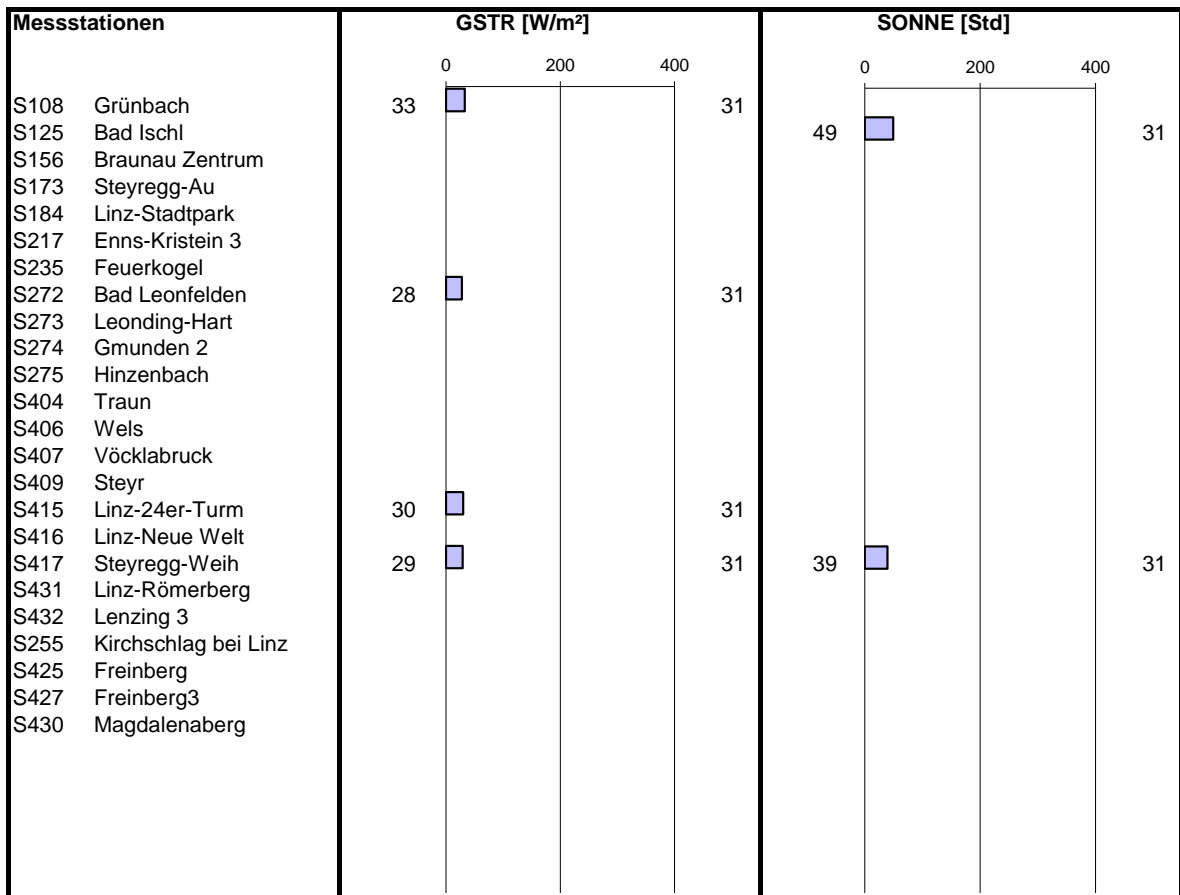 Messstationen GSTR [W/m²] SONNE [Std]
0 200 400 0 200 400
S108 Grünbach 33 31
S125 Bad Ischl 49 31
S156 Braunau Zentrum
S173 Steyregg-Au
S184 Linz-Stadtpark
S217 Enns-Kristein 3
S235 Feuerkogel
S272 Bad Leonfelden 28 31
S273 Leonding-Hart
S274 Gmunden 2
S275 Hinzenbach
S404 Traun
S406 Wels
S407 Vöcklabruck
S409 Steyr
S415 Linz-24er-Turm 30 31
S416 Linz-Neue Welt
S417 Steyregg-Weih 29 31 39 31
S431 Linz-Römerberg
S432 Lenzing 3
S255 Kirchschlag bei Linz
S425 Freinberg
S427 Freinberg3
S430 Magdalenaberg